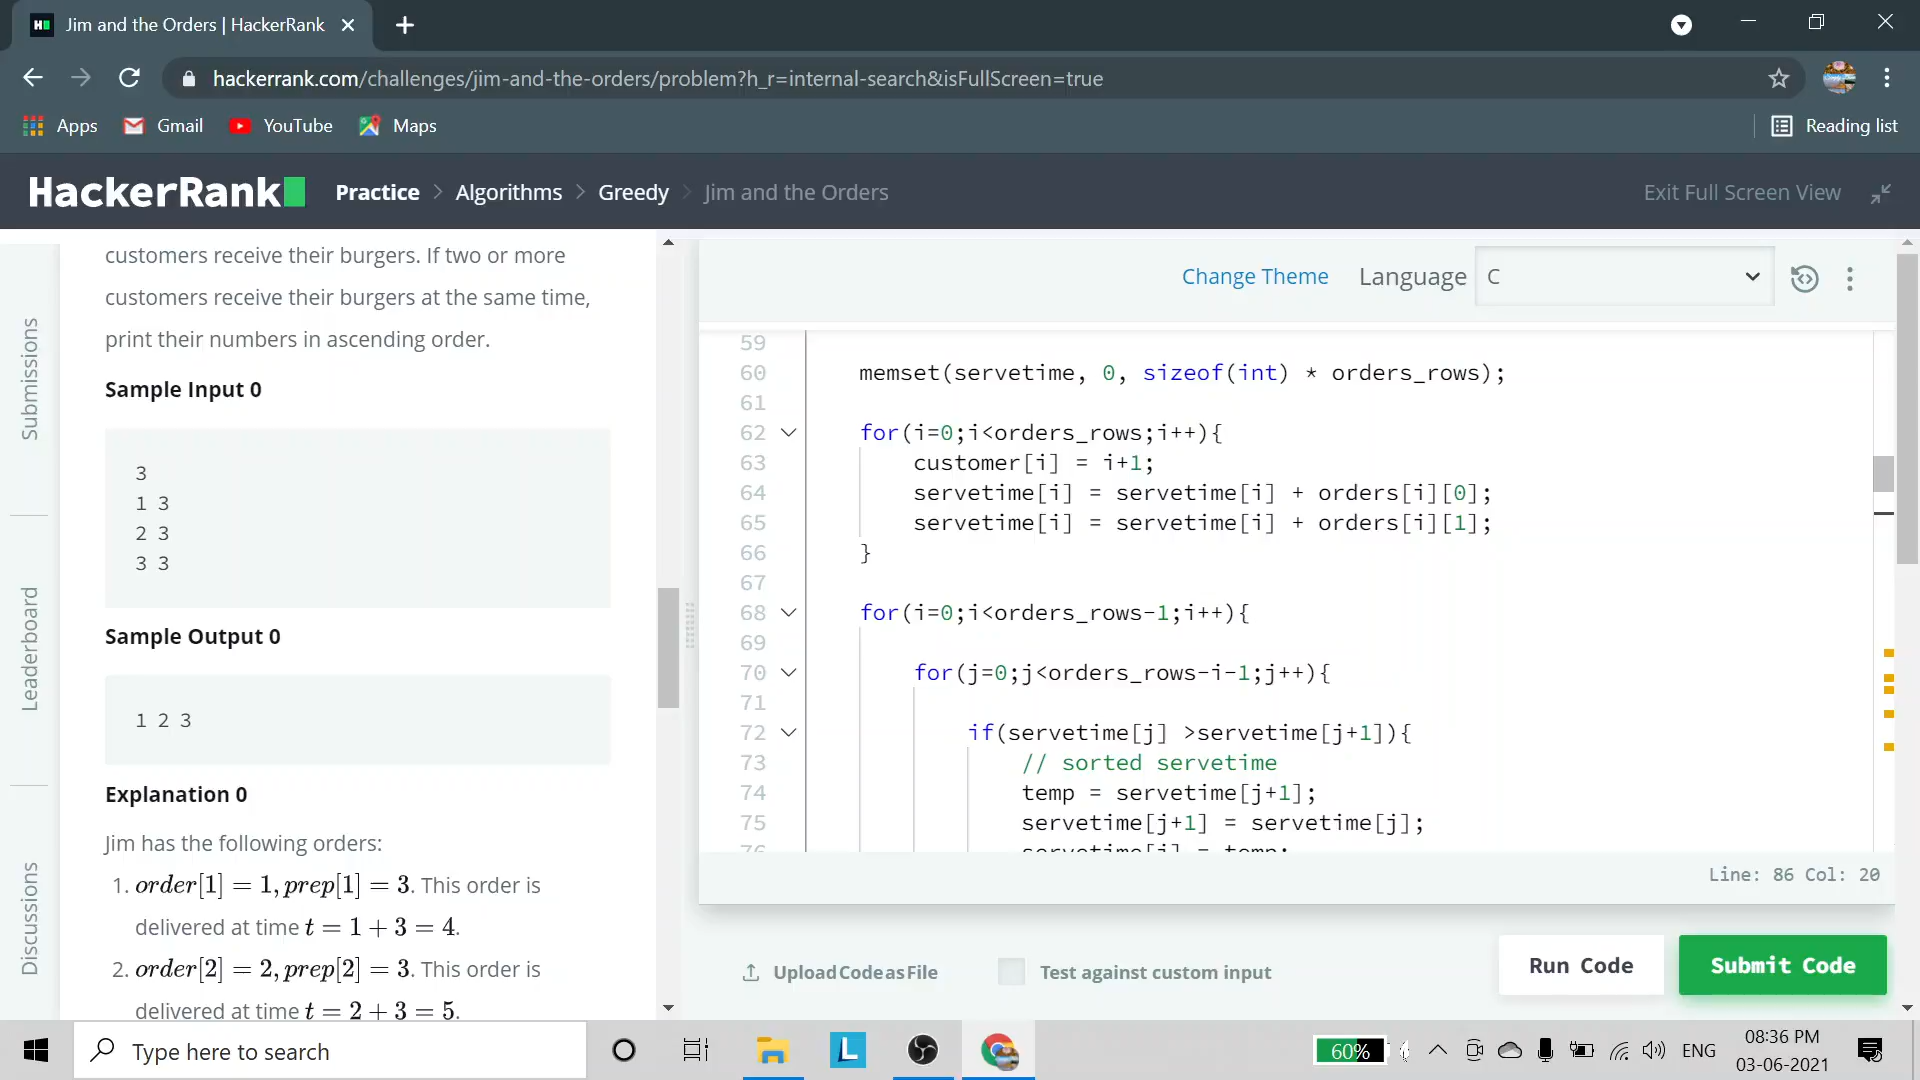 Jim and the Orders | HackerRank
hackerrank.com/challenges/jim-and-the-orders/problem?h_r=internal-search&isFullScreen=true
Apps Gmail YouTube Maps Reading list
HackerRank Practice > Algorithms > Greedy > Jim and the Orders Exit Full Screen View
Submissions
Leaderboard
Discussions
customers receive their burgers. If two or more
customers receive their burgers at the same time,
print their numbers in ascending order.
Sample Input 0
3
1 3
2 3
3 3
Sample Output 0
1 2 3
Explanation 0
Jim has the following orders:
1. order[1] = 1, prep[1] = 3. This order is
delivered at time t = 1 + 3 = 4.
2. order[2] = 2, prep[2] = 3. This order is
delivered at time t = 2 + 3 = 5.
Change Theme Language C
59
60 memset(servetime, 0, sizeof(int) * orders_rows);
61
62 for(i=0;i<orders_rows;i++){
63 customer[i] = i+1;
64 servetime[i] = servetime[i] + orders[i][0];
65 servetime[i] = servetime[i] + orders[i][1];
66 }
67
68 for(i=0;i<orders_rows-1;i++){
69
70 for(j=0;j<orders_rows-i-1;j++){
71
72 if(servetime[j] >servetime[j+1]){
73 // sorted servetime
74 temp = servetime[j+1];
75 servetime[j+1] = servetime[j];
76 servetime[j] = temp;
Line: 86 Col: 20
Upload Code as File Test against custom input Run Code Submit Code
Type here to search
60% ENG 08:36 PM
03-06-2021